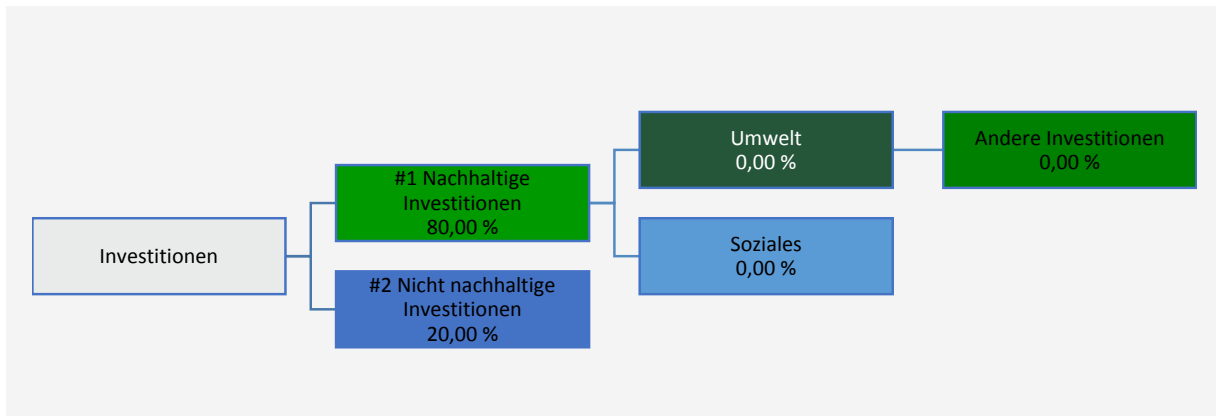 Investitionen
#1 Nachhaltige
Investitionen
80,00 %
#2 Nicht nachhaltige
Investitionen
20,00 %
Umwelt
0,00 %
Soziales
0,00 %
Andere Investitionen
0,00 %